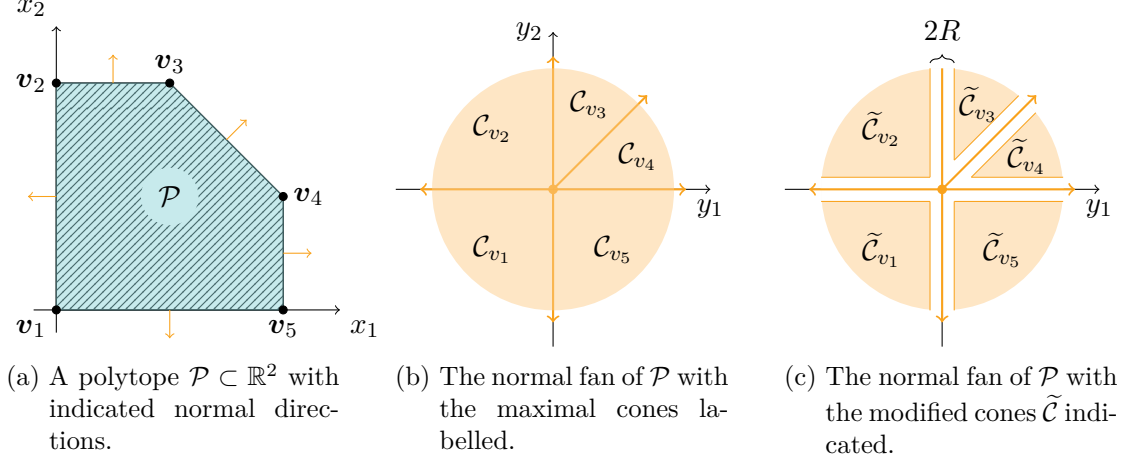 x₂
v₂
v₃
𝒫
v₄
v₁
v₅
x₁
(a) A polytope 𝒫 ⊂ ℝ² with
indicated normal direc-
tions.
y₂
𝒞ᵥ₂
𝒞ᵥ₃
𝒞ᵥ₄
y₁
𝒞ᵥ₁
𝒞ᵥ₅
(b) The normal fan of 𝒫 with
the maximal cones la-
belled.
2R
𝒞̃ᵥ₂
𝒞̃ᵥ₃
𝒞̃ᵥ₄
y₁
𝒞̃ᵥ₁
𝒞̃ᵥ₅
(c) The normal fan of 𝒫 with
the modified cones 𝒞̃ indi-
cated.